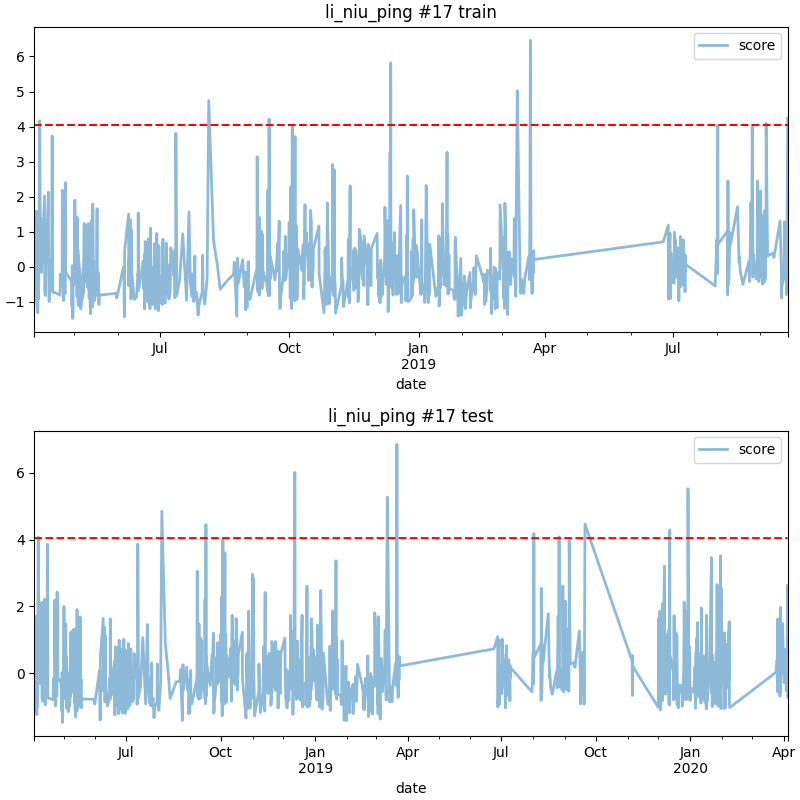 li_niu_ping #17 train
score
6
5
4
3
2
1
0
−1
Jul
Oct
Jan
2019
Apr
Jul
date
li_niu_ping #17 test
score
6
4
2
0
Jul
Oct
Jan
2019
Apr
Jul
Oct
Jan
2020
Apr
date